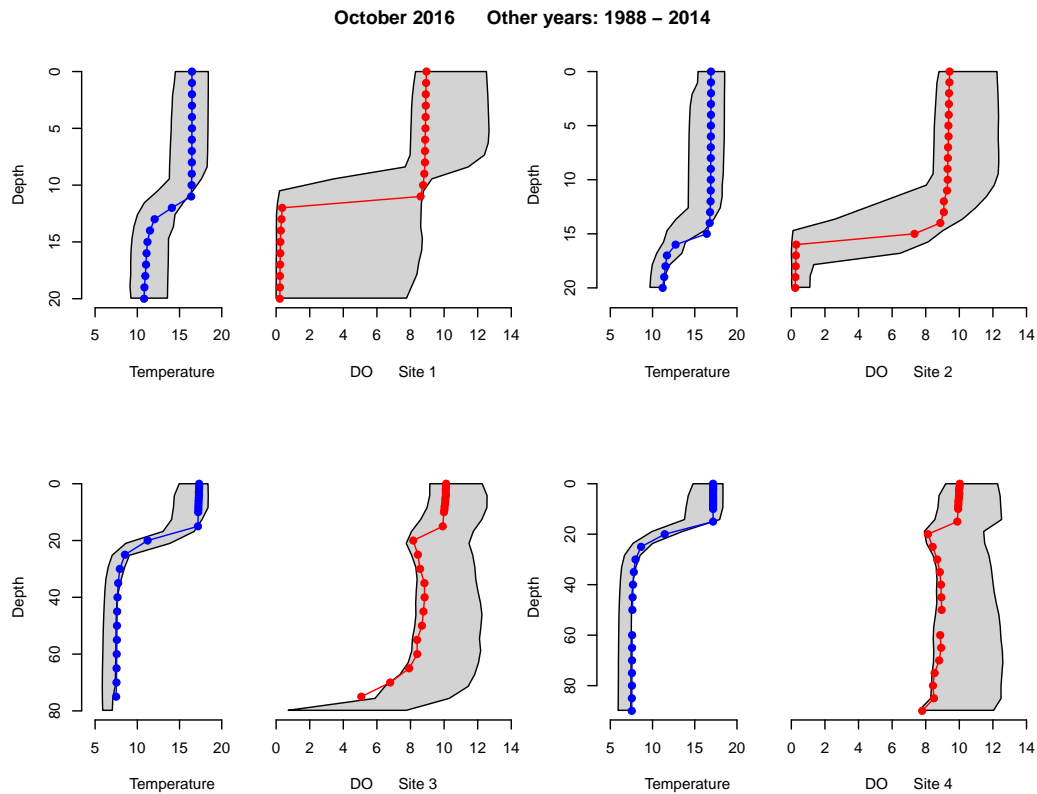 October 2016 Other years: 1988 – 2014
0 5 10 15 20
Depth
5 10 15 20
Temperature
0 2 4 6 8 10 12 14
DO Site 1
0 5 10 15 20
Depth
5 10 15 20
Temperature
0 2 4 6 8 10 12 14
DO Site 2
0 20 40 60 80
Depth
5 10 15 20
Temperature
0 2 4 6 8 10 12 14
DO Site 3
0 20 40 60 80
Depth
5 10 15 20
Temperature
0 2 4 6 8 10 12 14
DO Site 4